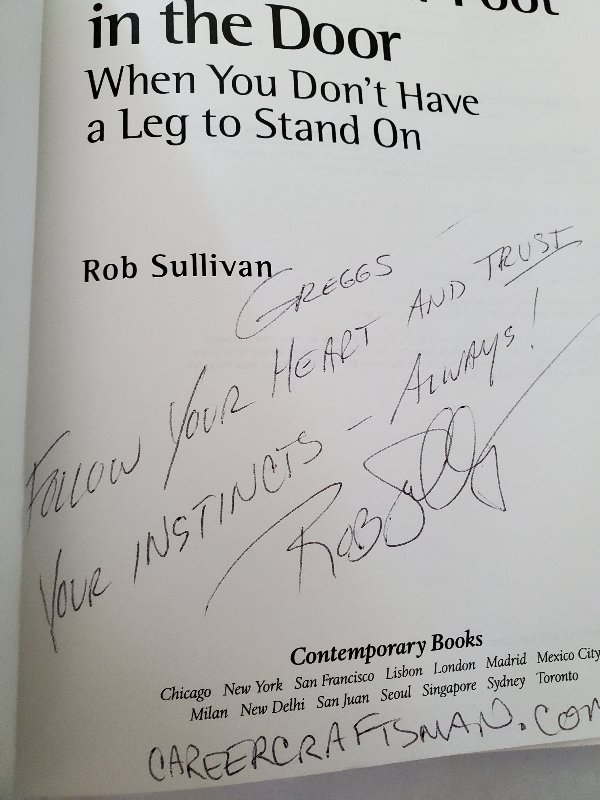 Foot
in the Door
When You Don't Have
a Leg to Stand On
Rob Sullivan
GREGGS
FOLLOW YOUR HEART AND TRUST
YOUR INSTINCTS – ALWAYS!
ROB Sullivan
Contemporary Books
Chicago New York San Francisco Lisbon London Madrid Mexico City
Milan New Delhi San Juan Seoul Singapore Sydney Toronto
CAREERCRAFTSMAN.COM